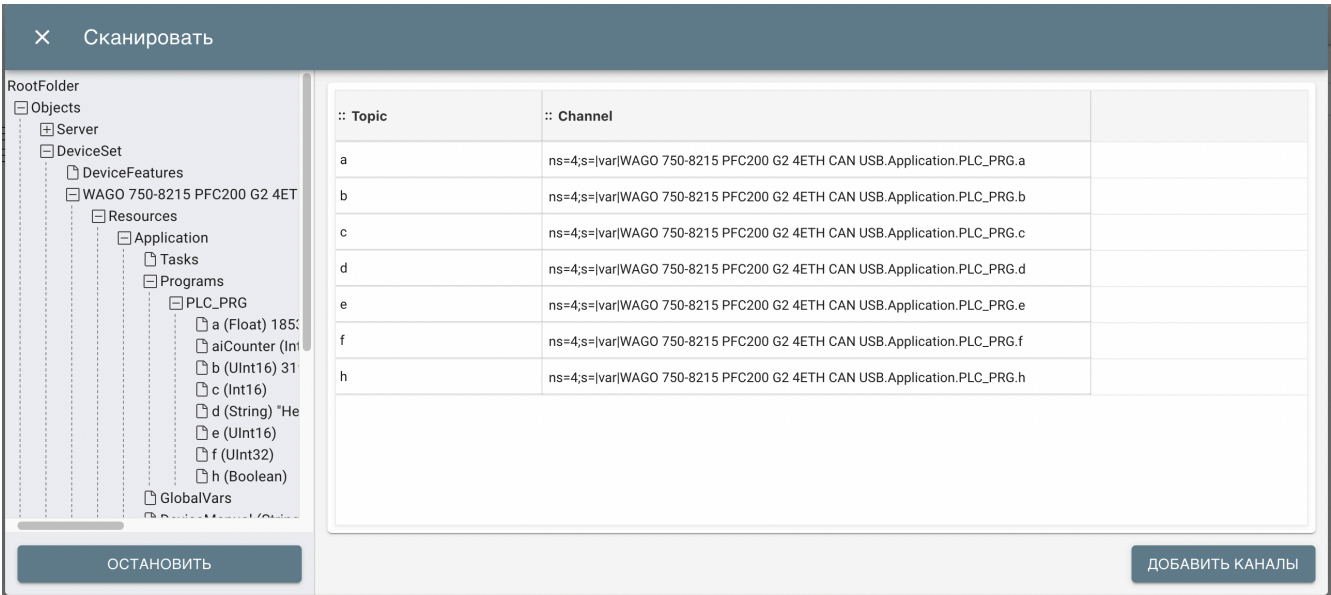 Сканировать
RootFolder
Objects
Server
DeviceSet
DeviceFeatures
WAGO 750-8215 PFC200 G2 4ET
Resources
Application
Tasks
Programs
PLC_PRG
a (Float) 1853
aiCounter (Int
b (UInt16) 31
c (Int16)
d (String) "He
e (UInt16)
f (UInt32)
h (Boolean)
GlobalVars
ОСТАНОВИТЬ
:: Topic :: Channel
a ns=4;s=|var|WAGO 750-8215 PFC200 G2 4ETH CAN USB.Application.PLC_PRG.a
b ns=4;s=|var|WAGO 750-8215 PFC200 G2 4ETH CAN USB.Application.PLC_PRG.b
c ns=4;s=|var|WAGO 750-8215 PFC200 G2 4ETH CAN USB.Application.PLC_PRG.c
d ns=4;s=|var|WAGO 750-8215 PFC200 G2 4ETH CAN USB.Application.PLC_PRG.d
e ns=4;s=|var|WAGO 750-8215 PFC200 G2 4ETH CAN USB.Application.PLC_PRG.e
f ns=4;s=|var|WAGO 750-8215 PFC200 G2 4ETH CAN USB.Application.PLC_PRG.f
h ns=4;s=|var|WAGO 750-8215 PFC200 G2 4ETH CAN USB.Application.PLC_PRG.h
ДОБАВИТЬ КАНАЛЫ